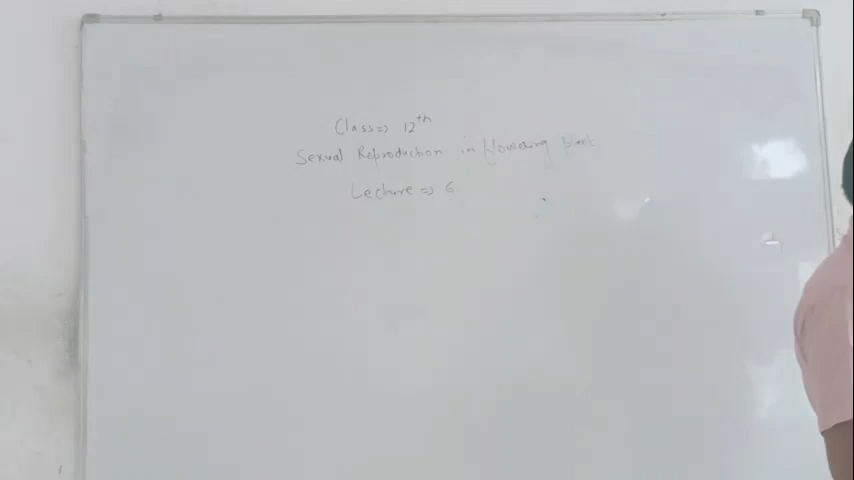 Class => 12th
Sexual Reproduction in flowering plant
Lecture => 6